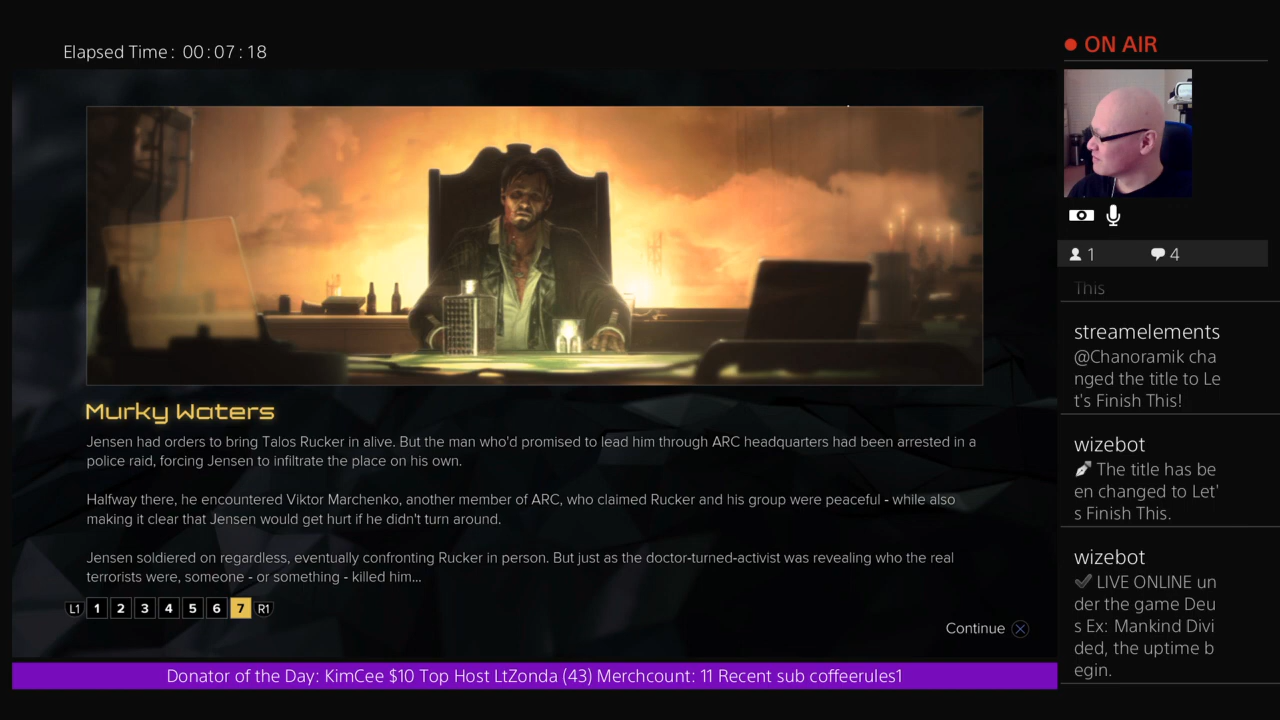 Elapsed Time: 00:07:18
ON AIR
1 4
This
streamelements
@Chanoramik cha
nged the title to Le
t's Finish This!
wizebot
The title has be
en changed to Let'
s Finish This.
wizebot
LIVE ONLINE un
der the game Deu
s Ex: Mankind Divi
ded, the uptime b
egin.
Murky Waters
Jensen had orders to bring Talos Rucker in alive. But the man who'd promised to lead him through ARC headquarters had been arrested in a
police raid, forcing Jensen to infiltrate the place on his own.
Halfway there, he encountered Viktor Marchenko, another member of ARC, who claimed Rucker and his group were peaceful - while also
making it clear that Jensen would get hurt if he didn't turn around.
Jensen soldiered on regardless, eventually confronting Rucker in person. But just as the doctor-turned-activist was revealing who the real
terrorists were, someone - or something - killed him...
L1 1 2 3 4 5 6 7 R1
Continue
Donator of the Day: KimCee $10 Top Host LtZonda (43) Merchcount: 11 Recent sub coffeerules1